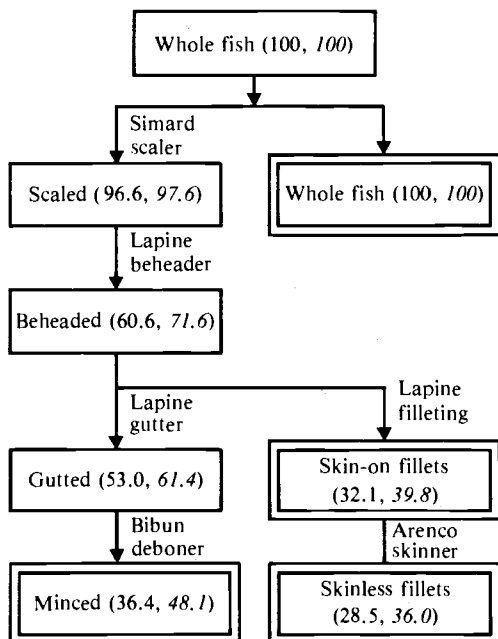 Whole fish (100, 100)
Simard
scaler
Scaled (96.6, 97.6)
Whole fish (100, 100)
Lapine
beheader
Beheaded (60.6, 71.6)
Lapine
gutter
Lapine
filleting
Gutted (53.0, 61.4)
Skin-on fillets
(32.1, 39.8)
Bibun
deboner
Arenco
skinner
Minced (36.4, 48.1)
Skinless fillets
(28.5, 36.0)